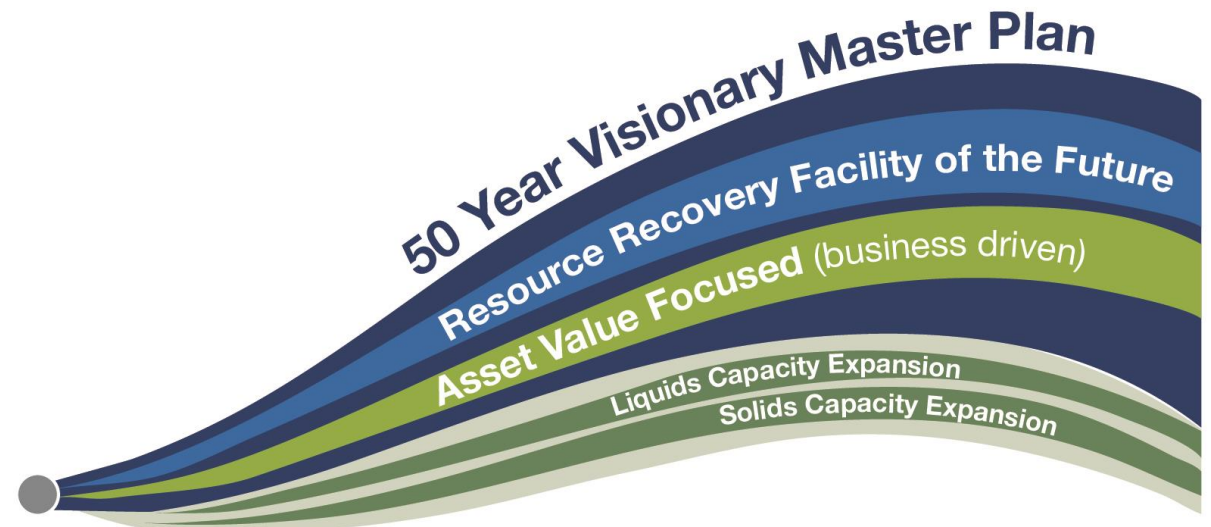 50 Year Visionary Master Plan
Resource Recovery Facility of the Future
Asset Value Focused (business driven)
Liquids Capacity Expansion
Solids Capacity Expansion